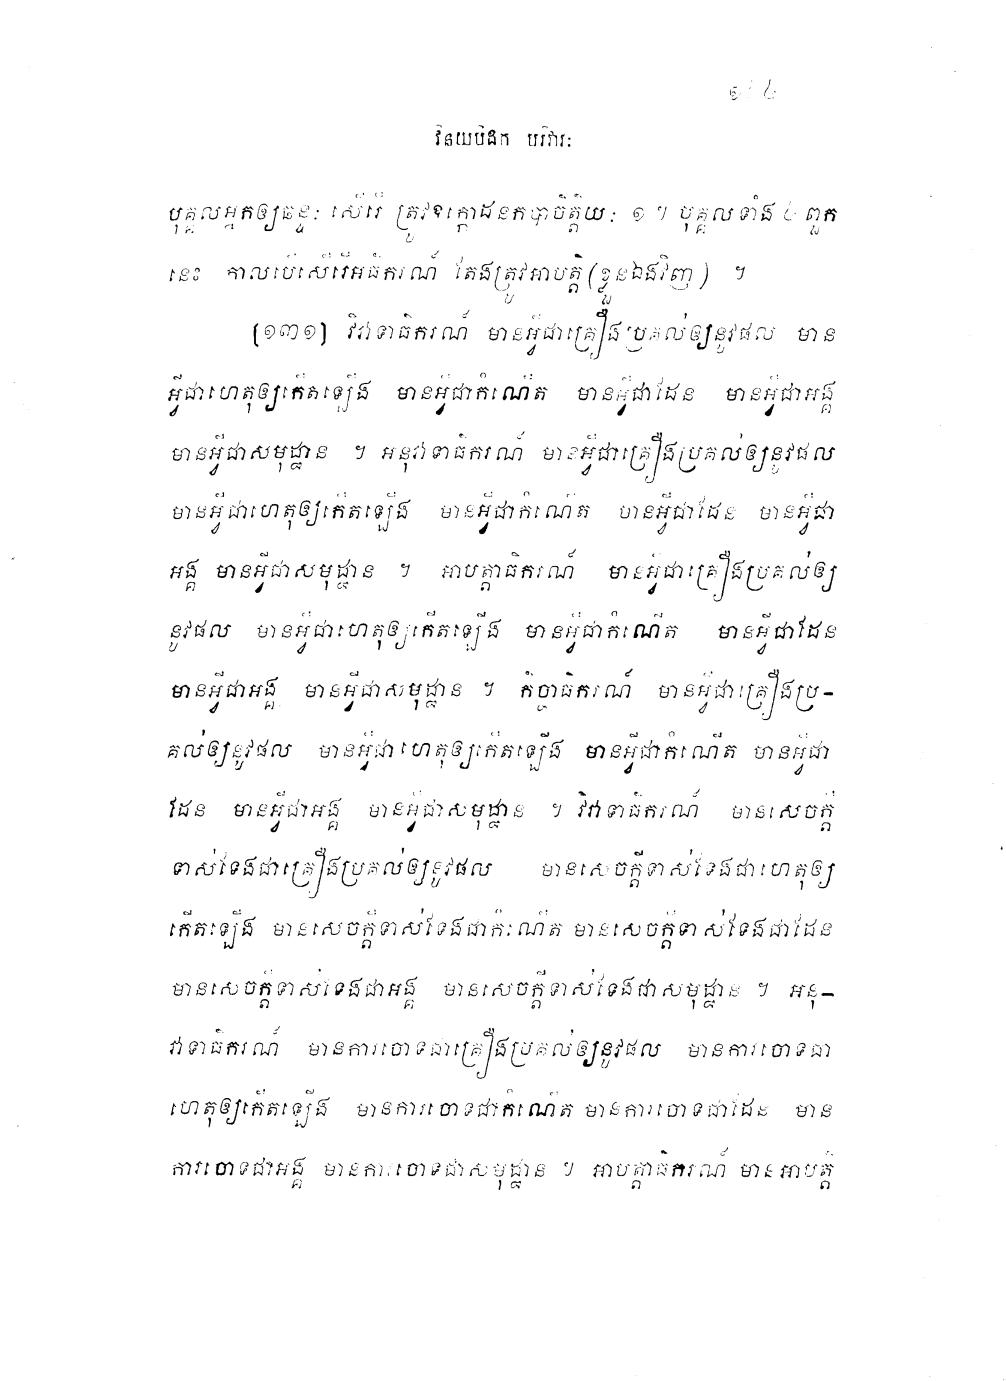 វិនយបិដក បរិវារៈ
បុគ្គលអ្នកឲ្យឆន្ទៈ សើរើ ត្រូវខិយ្យនកបាចិត្តិយៈ ១ ។ បុគ្គលទាំង ៤ ពួក
នេះ កាលបើសើរើអធិករណ៍ តែងត្រូវអាបត្តិ (ខ្លួនឯងវិញ) ។
(១៣១) វិវាទាធិករណ៍ មានអ្វីជាគ្រឿងប្រគល់ឲ្យនូវផល មាន
អ្វីជាហេតុឲ្យកើតឡើង មានអ្វីជាកំណើត មានអ្វីជាដែន មានអ្វីជាអង្គ
មានអ្វីជាសមុដ្ឋាន ។ អនុវាទាធិករណ៍ មានអ្វីជាគ្រឿងប្រគល់ឲ្យនូវផល
មានអ្វីជាហេតុឲ្យកើតឡើង មានអ្វីជាកំណើត មានអ្វីជាដែន មានអ្វីជា
អង្គ មានអ្វីជាសមុដ្ឋាន ។ អាបត្តាធិករណ៍ មានអ្វីជាគ្រឿងប្រគល់ឲ្យ
នូវផល មានអ្វីជាហេតុឲ្យកើតឡើង មានអ្វីជាកំណើត មានអ្វីជាដែន
មានអ្វីជាអង្គ មានអ្វីជាសមុដ្ឋាន ។ កិច្ចាធិករណ៍ មានអ្វីជាគ្រឿងប្រ-
គល់ឲ្យនូវផល មានអ្វីជាហេតុឲ្យកើតឡើង មានអ្វីជាកំណើត មានអ្វីជា
ដែន មានអ្វីជាអង្គ មានអ្វីជាសមុដ្ឋាន ។ វិវាទាធិករណ៍ មានសេចក្តី
ទាស់ទែងជាគ្រឿងប្រគល់ឲ្យនូវផល មានសេចក្តីទាស់ទែងជាហេតុឲ្យ
កើតឡើង មានសេចក្តីទាស់ទែងជាកំណើត មានសេចក្តីទាស់ទែងជាដែន
មានសេចក្តីទាស់ទែងជាអង្គ មានសេចក្តីទាស់ទែងជាសមុដ្ឋាន ។ អនុ-
វាទាធិករណ៍ មានការចោទជាគ្រឿងប្រគល់ឲ្យនូវផល មានការចោទជា
ហេតុឲ្យកើតឡើង មានការចោទជាកំណើត មានការចោទជាដែន មាន
ការចោទជាអង្គ មានការចោទជាសមុដ្ឋាន ។ អាបត្តាធិករណ៍ មានអាបត្តិ